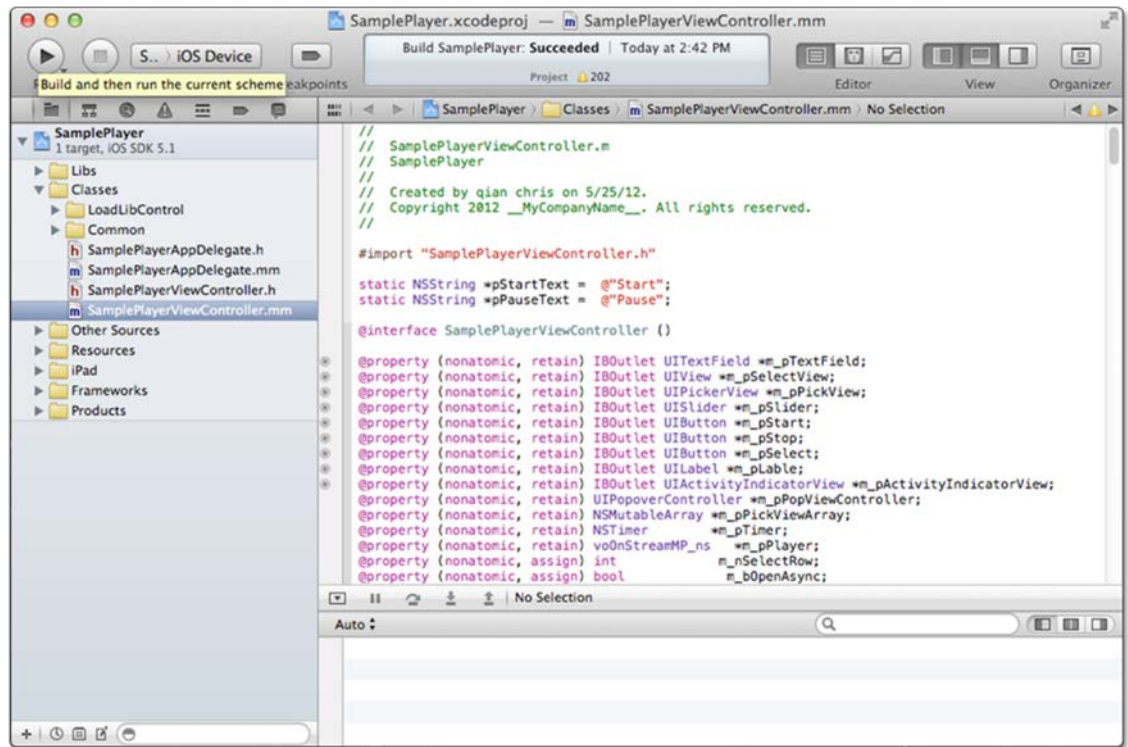 SamplePlayer.xcodeproj — m SamplePlayerViewController.mm
S.. › iOS Device
Build SamplePlayer: Succeeded | Today at 2:42 PM
Project 202
Build and then run the current scheme eakpoints
Editor View Organizer
SamplePlayer › Classes › m SamplePlayerViewController.mm › No Selection
SamplePlayer
1 target, iOS SDK 5.1
Libs
Classes
LoadLibControl
Common
h SamplePlayerAppDelegate.h
m SamplePlayerAppDelegate.mm
h SamplePlayerViewController.h
m SamplePlayerViewController.mm
Other Sources
Resources
iPad
Frameworks
Products
//
//  SamplePlayerViewController.m
//  SamplePlayer
//
//  Created by qian chris on 5/25/12.
//  Copyright 2012 __MyCompanyName__. All rights reserved.
//
#import "SamplePlayerViewController.h"
static NSString *pStartText =  @"Start";
static NSString *pPauseText =  @"Pause";
@interface SamplePlayerViewController ()
@property (nonatomic, retain) IBOutlet UITextField *m_pTextField;
@property (nonatomic, retain) IBOutlet UIView *m_pSelectView;
@property (nonatomic, retain) IBOutlet UIPickerView *m_pPickView;
@property (nonatomic, retain) IBOutlet UISlider *m_pSlider;
@property (nonatomic, retain) IBOutlet UIButton *m_pStart;
@property (nonatomic, retain) IBOutlet UIButton *m_pStop;
@property (nonatomic, retain) IBOutlet UIButton *m_pSelect;
@property (nonatomic, retain) IBOutlet UILabel *m_pLable;
@property (nonatomic, retain) IBOutlet UIActivityIndicatorView *m_pActivityIndicatorView;
@property (nonatomic, retain) UIPopoverController *m_pPopViewController;
@property (nonatomic, retain) NSMutableArray *m_pPickViewArray;
@property (nonatomic, retain) NSTimer *m_pTimer;
@property (nonatomic, retain) voOnStreamMP_ns *m_pPlayer;
@property (nonatomic, assign) int m_nSelectRow;
@property (nonatomic, assign) bool m_bOpenAsync;
No Selection
Auto